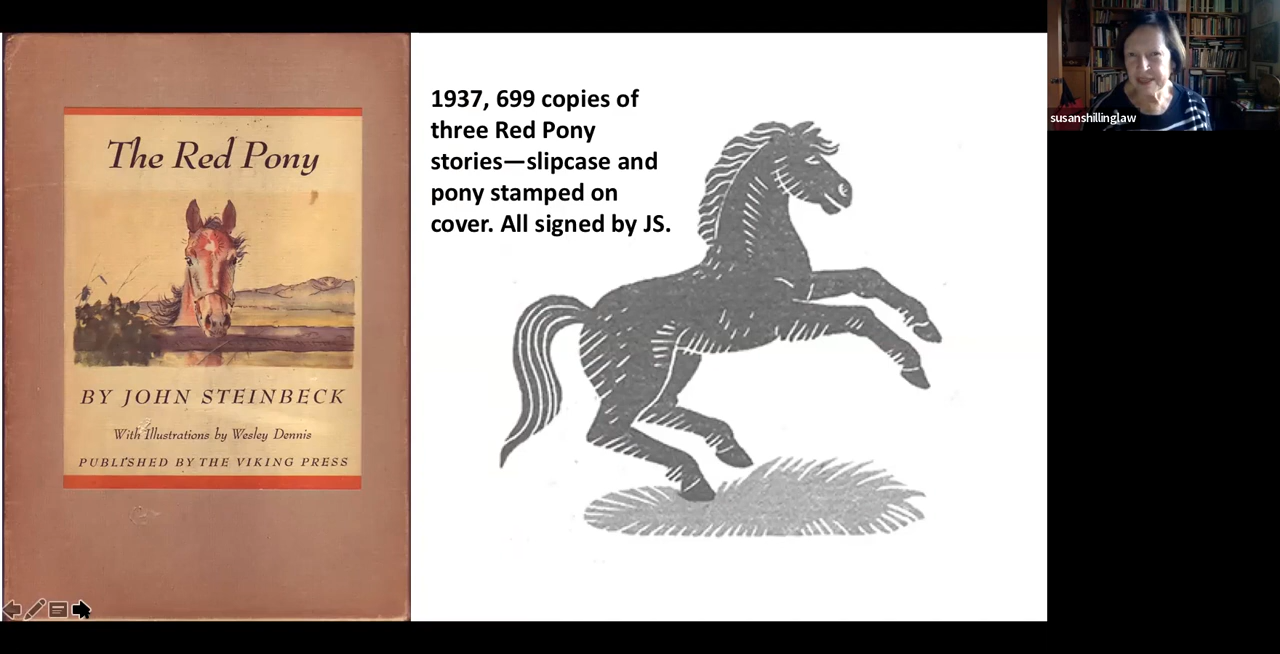 The Red Pony
BY JOHN STEINBECK
With Illustrations by Wesley Dennis
PUBLISHED BY THE VIKING PRESS
1937, 699 copies of
three Red Pony
stories—slipcase and
pony stamped on
cover. All signed by JS.
susanshillinglaw